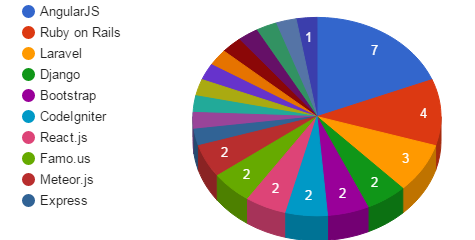 AngularJS
Ruby on Rails
Laravel
Django
Bootstrap
CodeIgniter
React.js
Famo.us
Meteor.js
Express
1
7
4
3
2
2
2
2
2
2